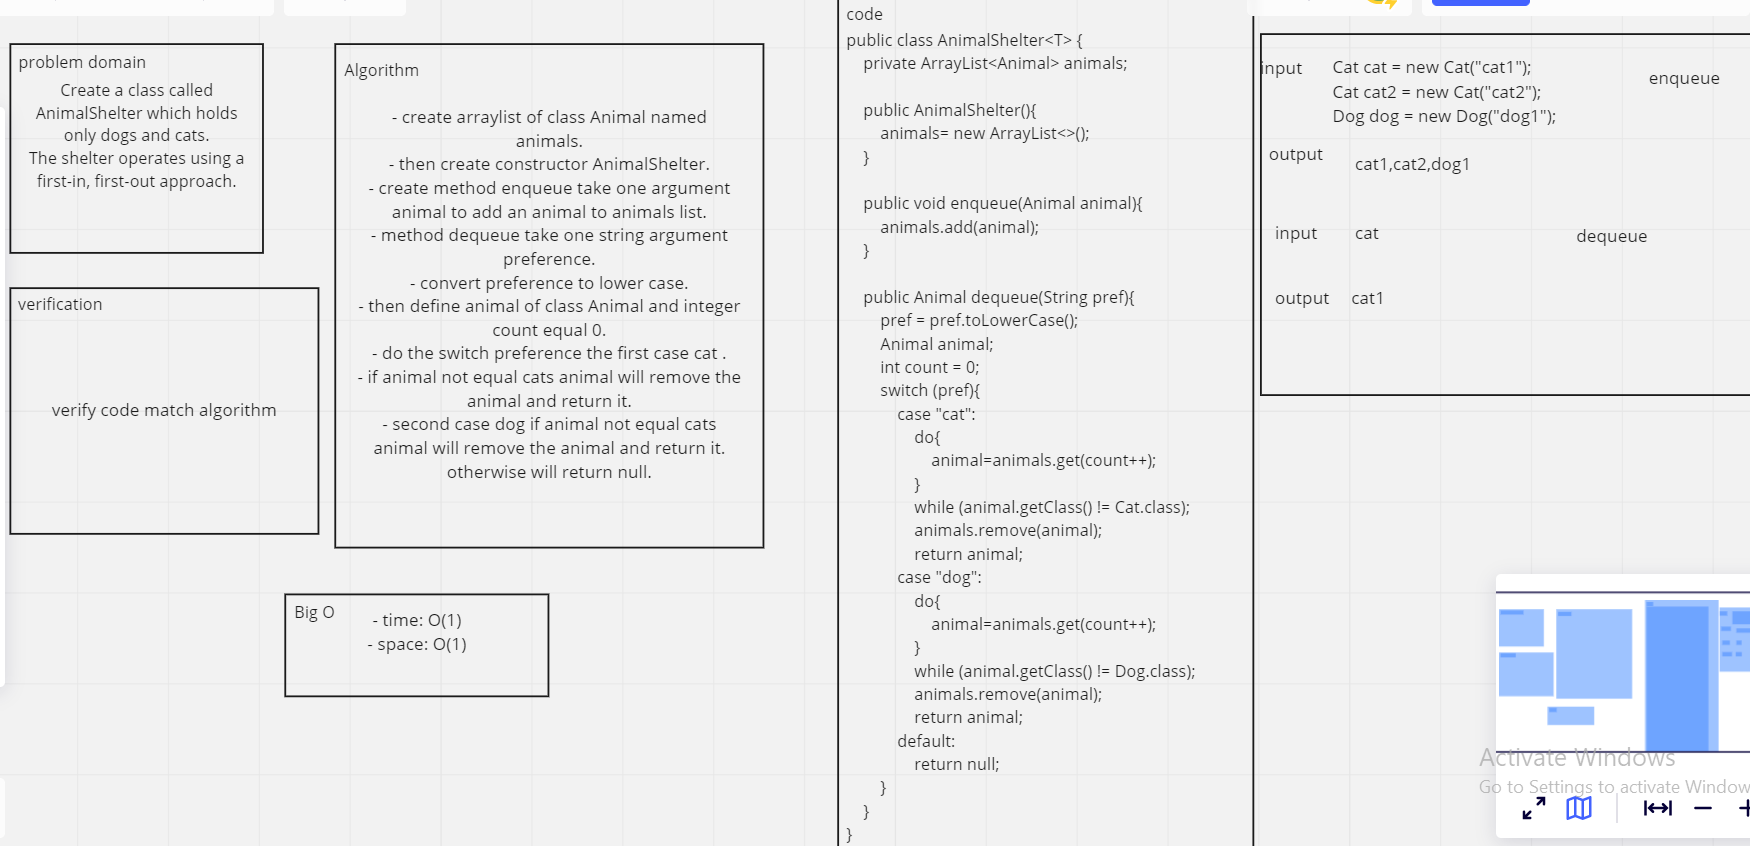 problem domain
Create a class called
AnimalShelter which holds
only dogs and cats.
The shelter operates using a
first-in, first-out approach.
verification
verify code match algorithm
Algorithm
- create arraylist of class Animal named
animals.
- then create constructor AnimalShelter.
- create method enqueue take one argument
animal to add an animal to animals list.
- method dequeue take one string argument
preference.
- convert preference to lower case.
- then define animal of class Animal and integer
count equal 0.
- do the switch preference the first case cat .
- if animal not equal cats animal will remove the
animal and return it.
- second case dog if animal not equal cats
animal will remove the animal and return it.
otherwise will return null.
Big O
- time: O(1)
- space: O(1)
code
public class AnimalShelter<T> {
private ArrayList<Animal> animals;
public AnimalShelter(){
animals= new ArrayList<>();
}
public void enqueue(Animal animal){
animals.add(animal);
}
public Animal dequeue(String pref){
pref = pref.toLowerCase();
Animal animal;
int count = 0;
switch (pref){
case "cat":
do{
animal=animals.get(count++);
}
while (animal.getClass() != Cat.class);
animals.remove(animal);
return animal;
case "dog":
do{
animal=animals.get(count++);
}
while (animal.getClass() != Dog.class);
animals.remove(animal);
return animal;
default:
return null;
}
}
}
input
Cat cat = new Cat("cat1");
Cat cat2 = new Cat("cat2");
Dog dog = new Dog("dog1");
enqueue
output
cat1,cat2,dog1
input cat
dequeue
output cat1
Activate Windows
Go to Settings to activate Window